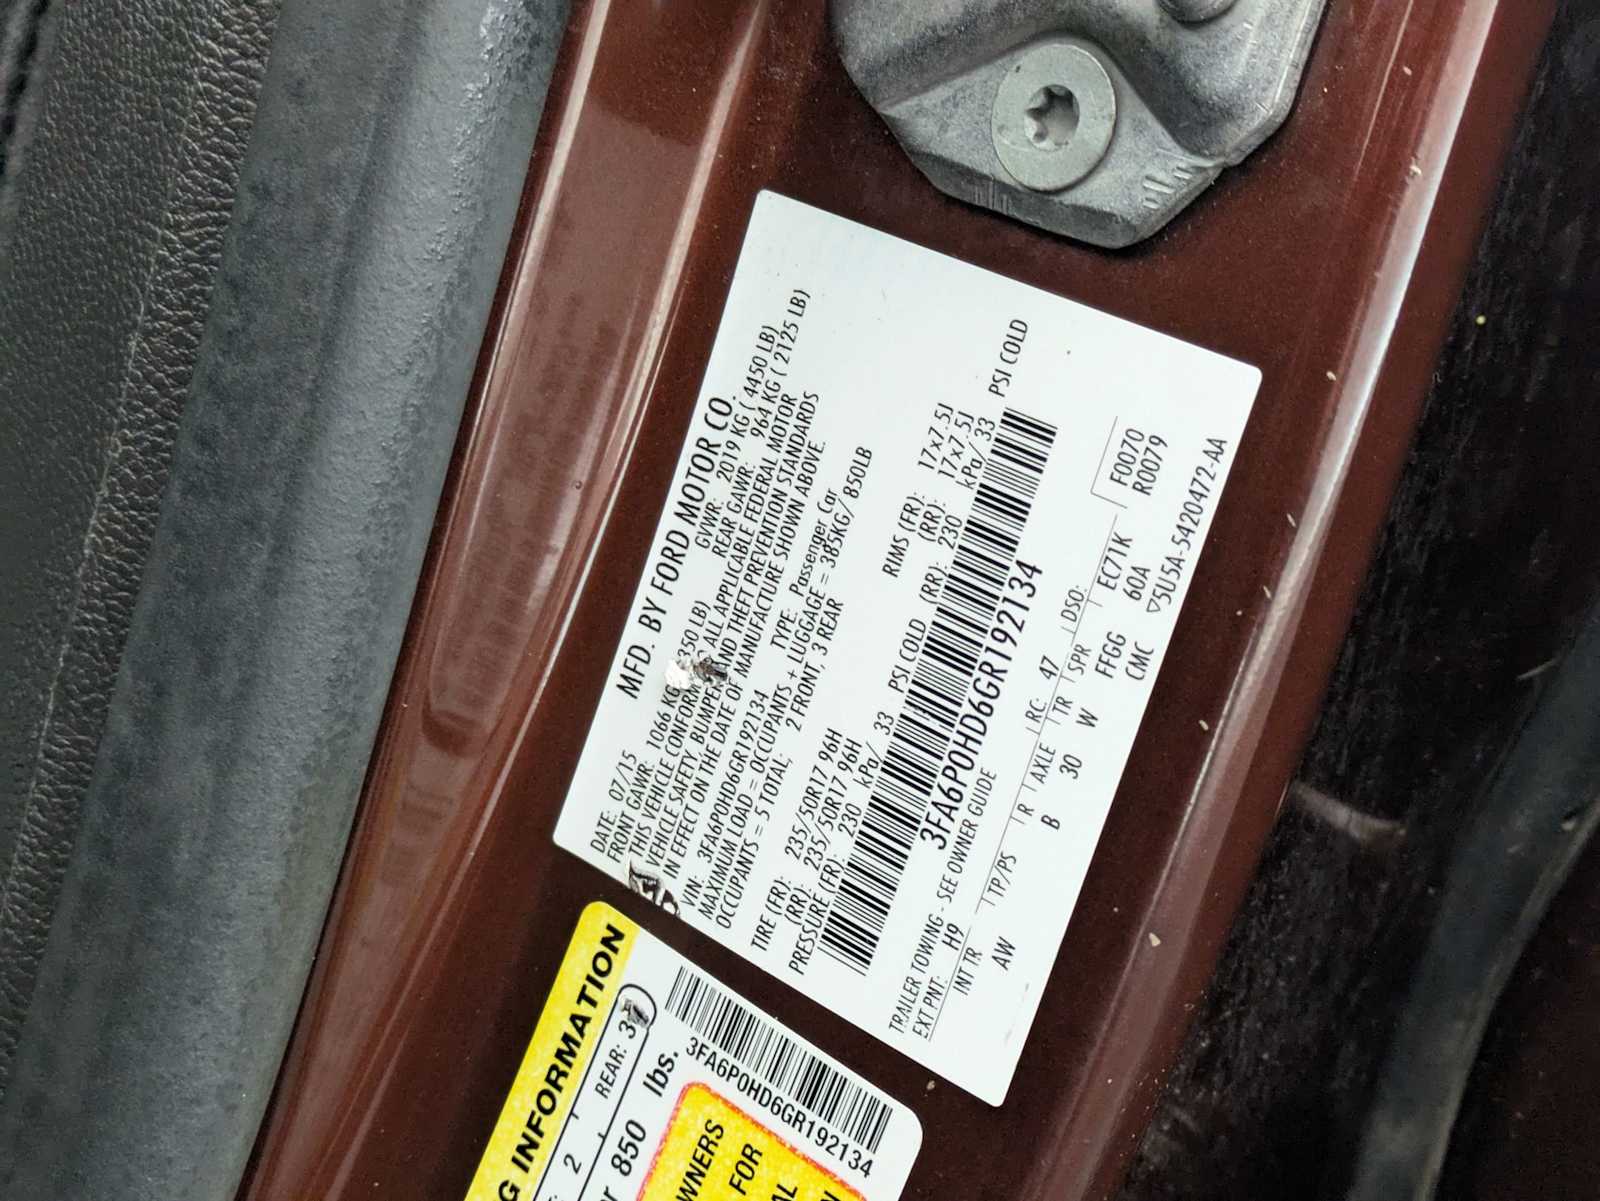 MFD. BY FORD MOTOR CO.
DATE: 07/15 GVWR: 2019 KG ( 4450 LB)
FRONT GAWR: 1066 KG 350 LB) REAR GAWR: 964 KG ( 2125 LB)
THIS VEHICLE CONFORM ALL APPLICABLE FEDERAL MOTOR
VEHICLE SAFETY, BUMPER, AND THEFT PREVENTION STANDARDS
IN EFFECT ON THE DATE OF MANUFACTURE SHOWN ABOVE.
VIN: 3FA6P0HD6GR192134 TYPE: Passenger Car
MAXIMUM LOAD = OCCUPANTS + LUGGAGE = 385KG/ 850LB
OCCUPANTS = 5 TOTAL; 2 FRONT, 3 REAR
TIRE (FR): 235/50R17 96H RIMS (FR): 17x7.5J
(RR): 235/50R17 96H (RR): 17x7.5J
PRESSURE (FR): 230 kPa/ 33 PSI COLD (RR): 230 kPa/ 33 PSI COLD
3FA6P0HD6GR192134
TRAILER TOWING - SEE OWNER GUIDE
EXT PNT: H9 RC: 47 DSO: F0070
R0079
INT TR TP/PS R AXLE TR SPR EC71K
AW B 30 W FFGG 60A
CMC ▽5U5A-5420472-AA
G INFORMATION
2 REAR: 3
r 850 lbs.
3FA6P0HD6GR192134
WNERS
FOR